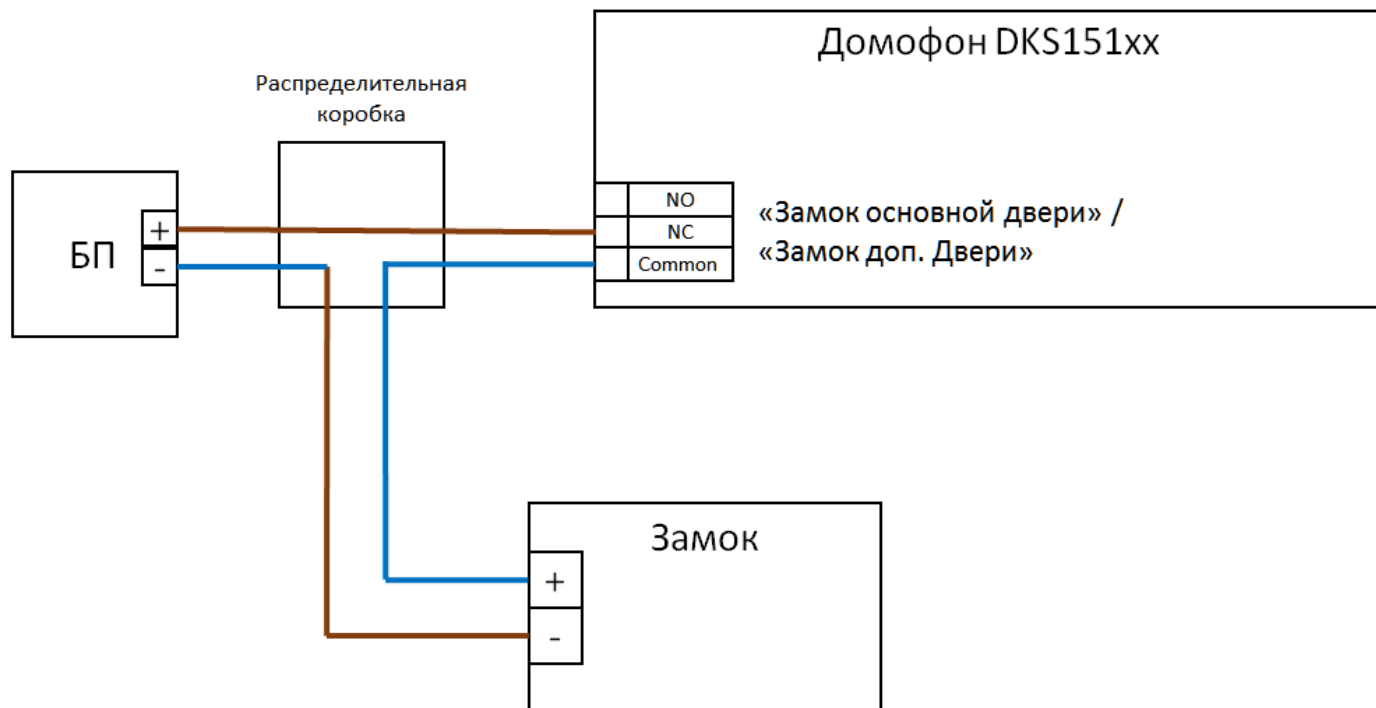 Домофон DKS151xx
Распределительная
коробка
БП
+
-
NO
NC
Common
«Замок основной двери» /
«Замок доп. Двери»
Замок
+
-